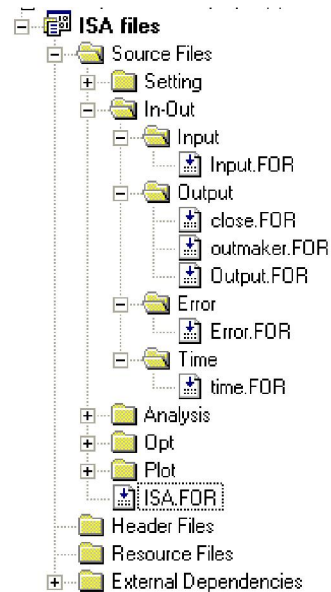 ISA files
Source Files
Setting
In-Out
Input
Input.FOR
Output
close.FOR
outmaker.FOR
Output.FOR
Error
Error.FOR
Time
time.FOR
Analysis
Opt
Plot
ISA.FOR
Header Files
Resource Files
External Dependencies